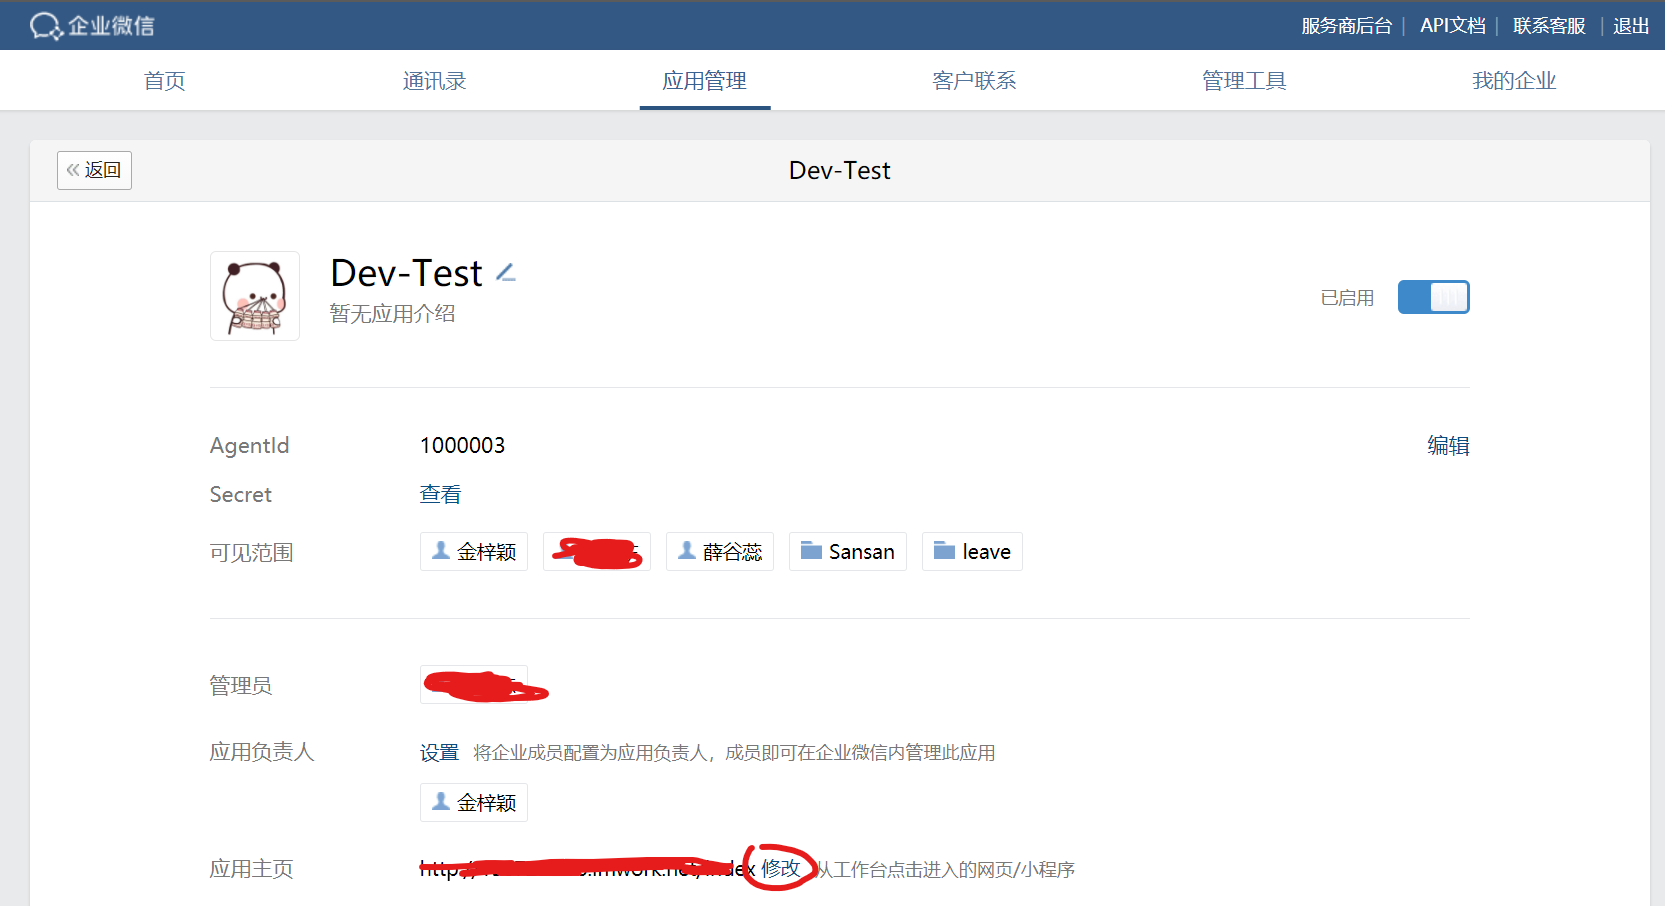 企业微信
服务商后台 | API文档 | 联系客服 | 退出
首页 通讯录 应用管理 客户联系 管理工具 我的企业
« 返回
Dev-Test
Dev-Test
暂无应用介绍
已启用
AgentId 1000003 编辑
Secret 查看
可见范围 金梓颖 薛谷蕊 Sansan leave
管理员
应用负责人 设置 将企业成员配置为应用负责人，成员即可在企业微信内管理此应用
金梓颖
应用主页 http:/ .imwork.net/index 修改 从工作台点击进入的网页/小程序